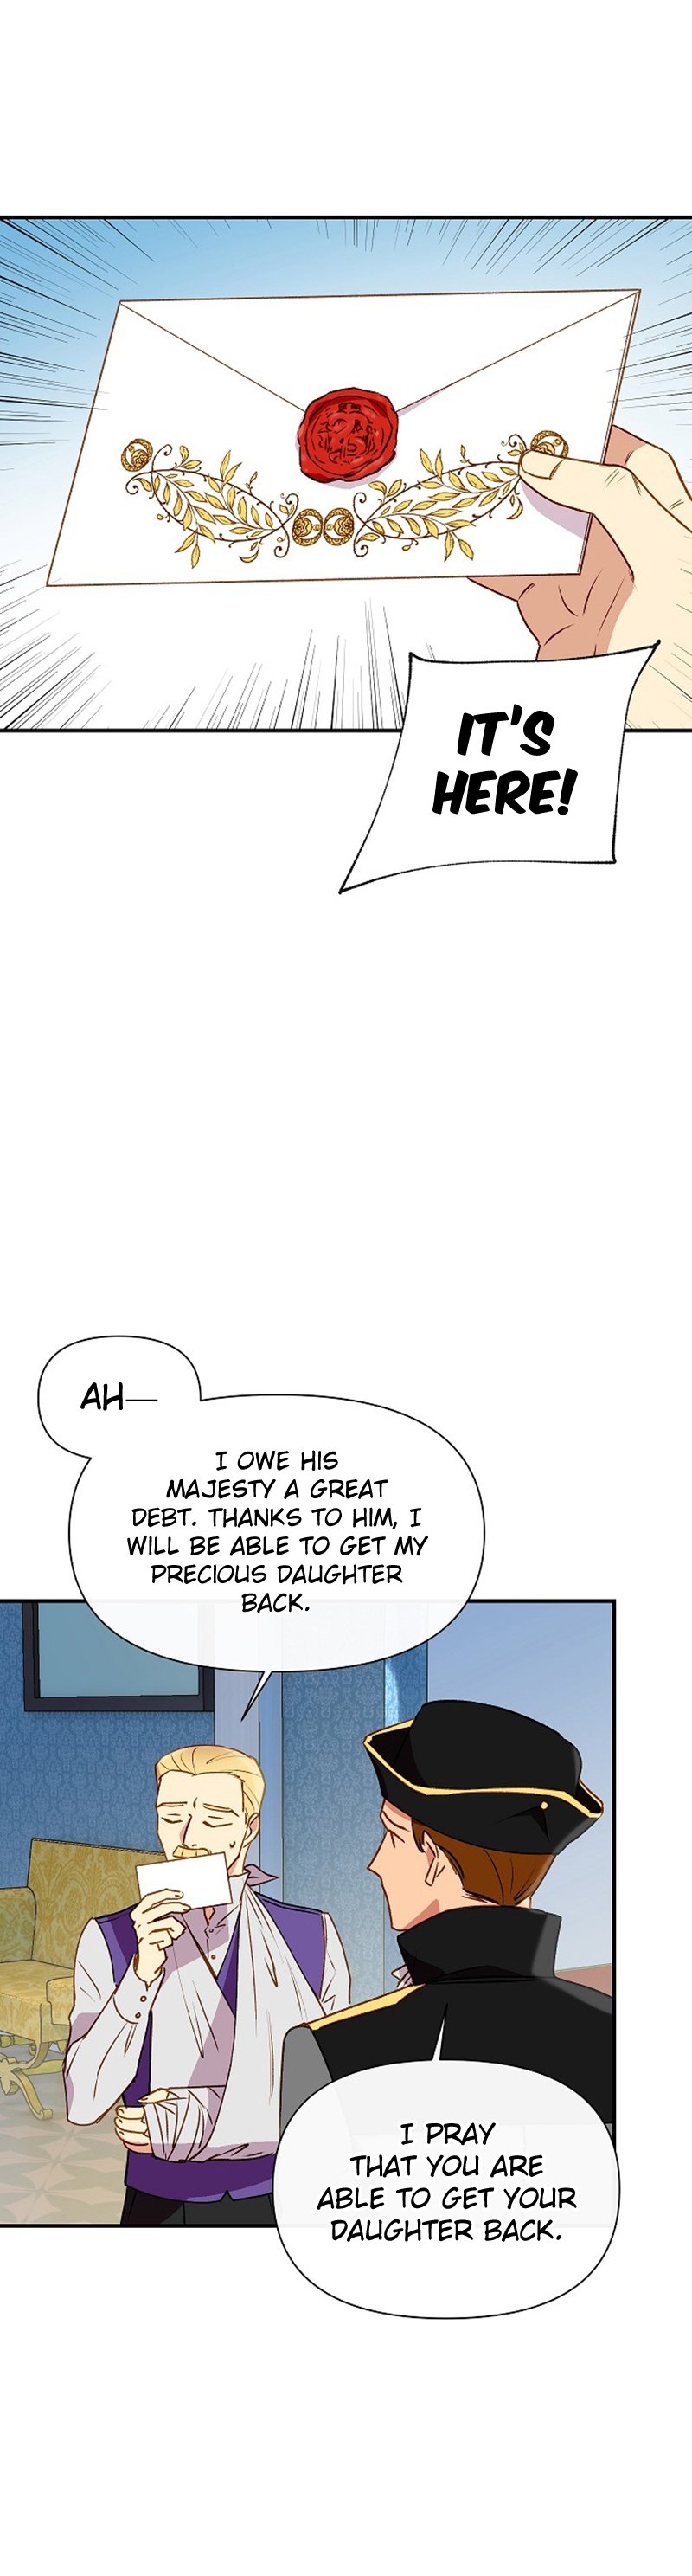 IT'S
HERE!
AH—
I OWE HIS
MAJESTY A GREAT
DEBT. THANKS TO HIM, I
WILL BE ABLE TO GET MY
PRECIOUS DAUGHTER
BACK.
I PRAY
THAT YOU ARE
ABLE TO GET YOUR
DAUGHTER BACK.